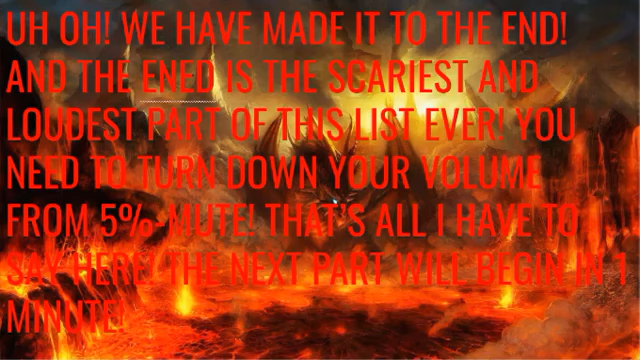 UH OH! WE HAVE MADE IT TO THE END!
AND THE ENED IS THE SCARIEST AND
LOUDEST PART OF THIS LIST EVER! YOU
NEED TO TURN DOWN YOUR VOLUME
FROM 5%-MUTE! THAT'S ALL I HAVE TO
SAY HERE! THE NEXT PART WILL BEGIN IN 1
MINUTE!